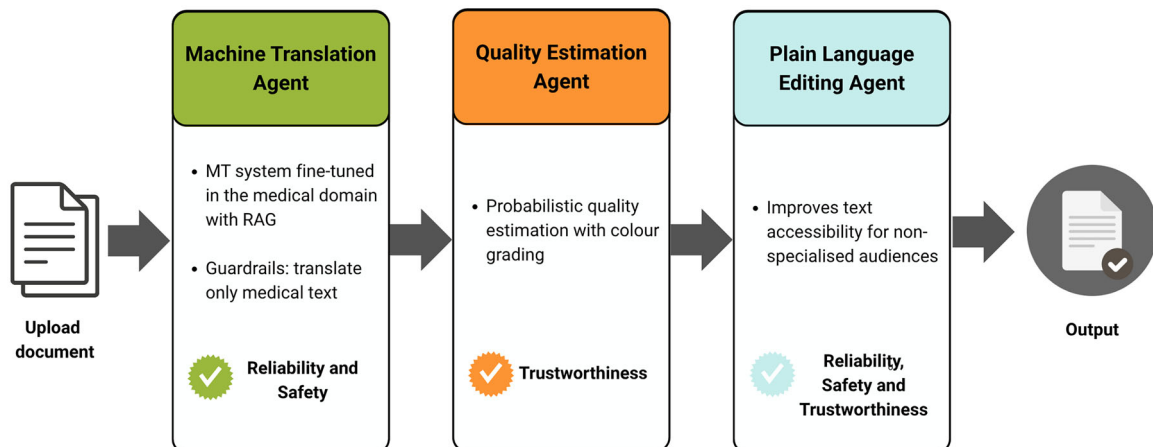 Machine Translation
Agent
Quality Estimation
Agent
Plain Language
Editing Agent
Upload
document
• MT system fine-tuned
in the medical domain
with RAG
• Guardrails: translate
only medical text
Reliability and
Safety
• Probabilistic quality
estimation with colour
grading
Trustworthiness
• Improves text
accessibility for non-
specialised audiences
Reliability,
Safety and
Trustworthiness
Output